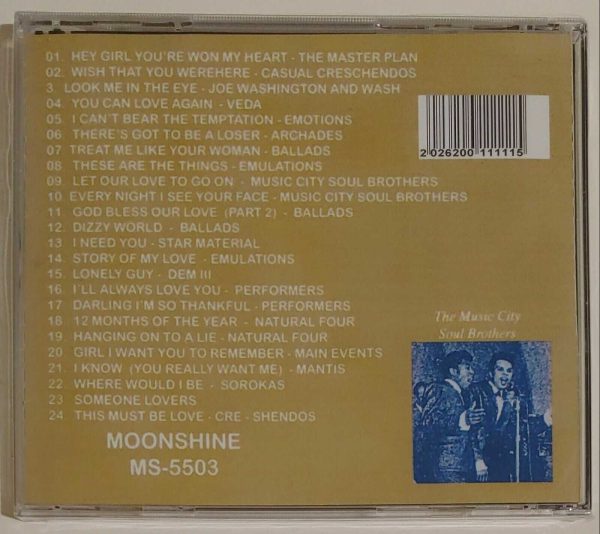 01. HEY GIRL YOU'RE WON MY HEART - THE MASTER PLAN
02. WISH THAT YOU WEREHERE - CASUAL CRESCHENDOS
3. LOOK ME IN THE EYE - JOE WASHINGTON AND WASH
04. YOU CAN LOVE AGAIN - VEDA
05. I CAN'T BEAR THE TEMPTATION - EMOTIONS
06. THERE'S GOT TO BE A LOSER - ARCHADES
07. TREAT ME LIKE YOUR WOMAN - BALLADS
08. THESE ARE THE THINGS - EMULATIONS
09. LET OUR LOVE TO GO ON - MUSIC CITY SOUL BROTHERS
10. EVERY NIGHT I SEE YOUR FACE - MUSIC CITY SOUL BROTHERS
11. GOD BLESS OUR LOVE (PART 2) - BALLADS
12. DIZZY WORLD - BALLADS
13. I NEED YOU - STAR MATERIAL
14. STORY OF MY LOVE - EMULATIONS
15. LONELY GUY - DEM III
16. I'LL ALWAYS LOVE YOU - PERFORMERS
17. DARLING I'M SO THANKFUL - PERFORMERS
18. 12 MONTHS OF THE YEAR - NATURAL FOUR
19. HANGING ON TO A LIE - NATURAL FOUR
20. GIRL I WANT YOU TO REMEMBER - MAIN EVENTS
21. I KNOW (YOU REALLY WANT ME) - MANTIS
22. WHERE WOULD I BE - SOROKAS
23 SOMEONE LOVERS
24. THIS MUST BE LOVE - CRE - SHENDOS
MOONSHINE
MS-5503
2 026200 111115
The Music City
Soul Brothers